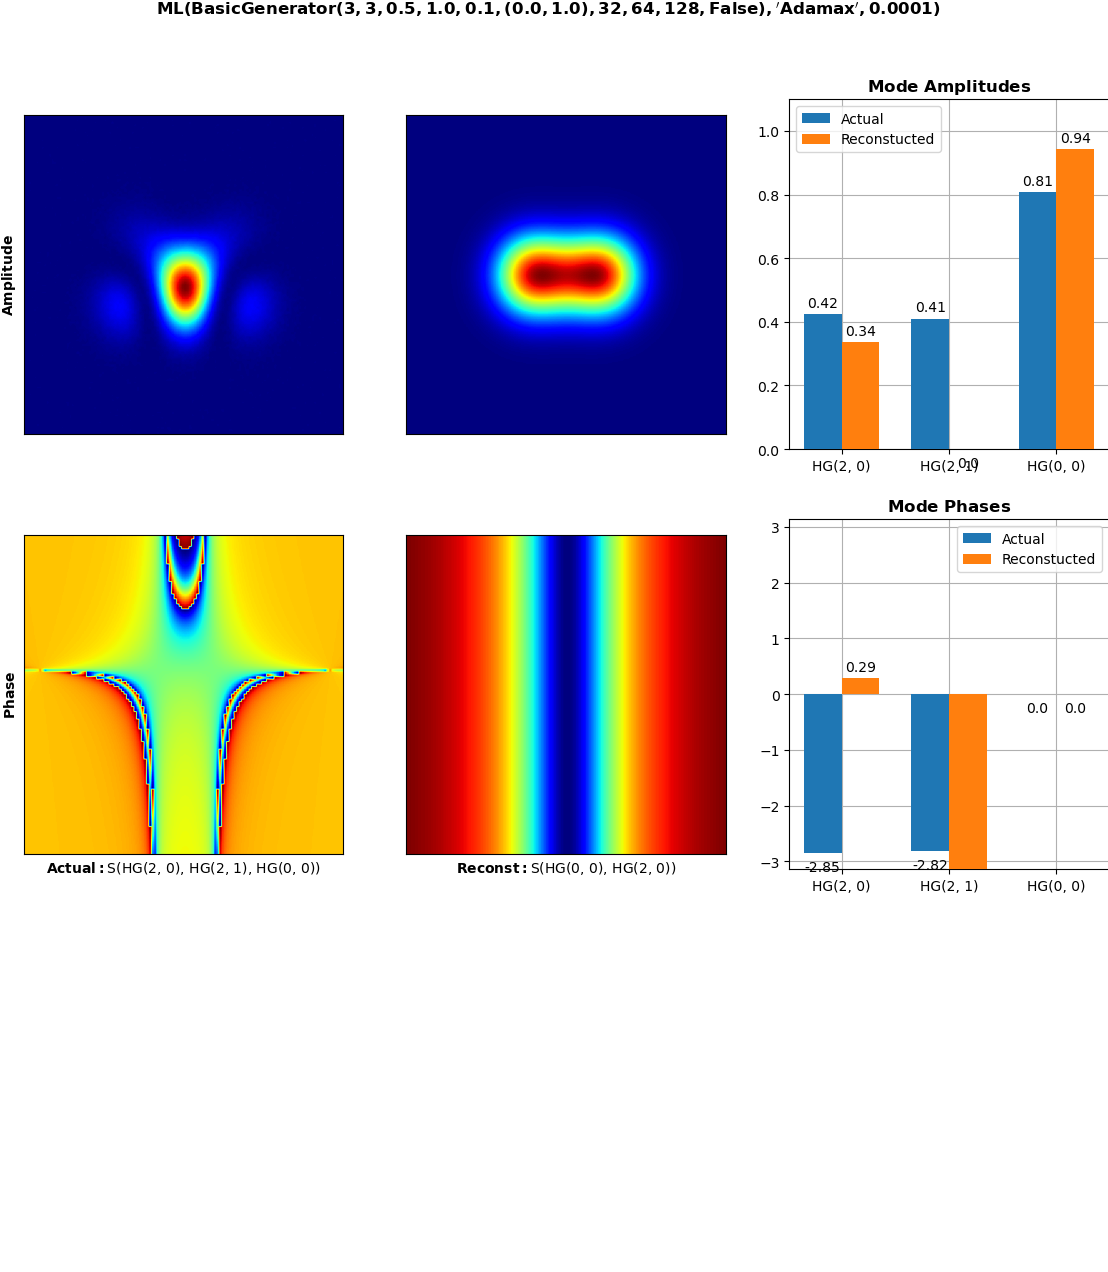 ML(BasicGenerator(3, 3, 0.5, 1.0, 0.1, (0.0, 1.0), 32, 64, 128, False), 'Adamax', 0.0001)
Amplitude
Mode Amplitudes
Actual
Reconstucted
1.0
0.8
0.6
0.4
0.2
0.0
0.42
0.34
0.41
0.0
0.81
0.94
HG(2, 0)
HG(2, 1)
HG(0, 0)
Phase
Actual: S(HG(2, 0), HG(2, 1), HG(0, 0))
Reconst: S(HG(0, 0), HG(2, 0))
Mode Phases
Actual
Reconstucted
3
2
1
0
−1
−2
−3
-2.85
0.29
-2.82
0.0
0.0
HG(2, 0)
HG(2, 1)
HG(0, 0)